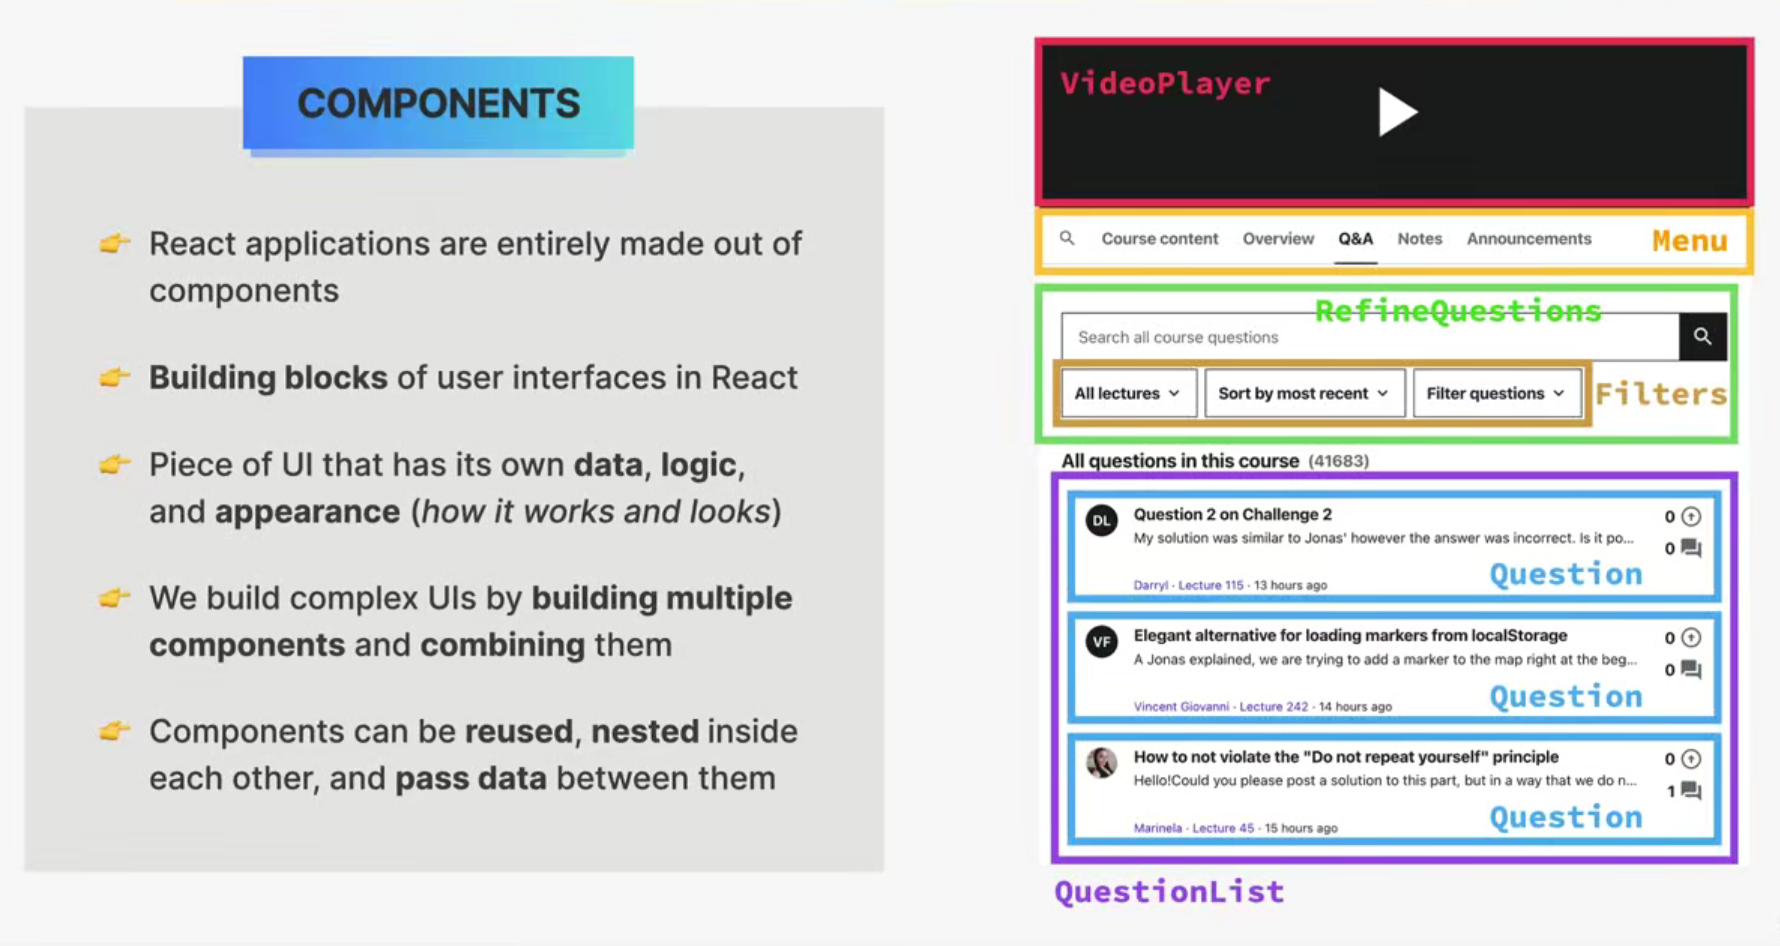 COMPONENTS
React applications are entirely made out of
components
Building blocks of user interfaces in React
Piece of UI that has its own data, logic,
and appearance (how it works and looks)
We build complex UIs by building multiple
components and combining them
Components can be reused, nested inside
each other, and pass data between them
VideoPlayer
Course content Overview Q&A Notes Announcements Menu
RefineQuestions
Search all course questions
All lectures Sort by most recent Filter questions Filters
All questions in this course (41683)
DL Question 2 on Challenge 2 0
My solution was similar to Jonas' however the answer was incorrect. Is it po... 0
Question
Darryl · Lecture 115 · 13 hours ago
VF Elegant alternative for loading markers from localStorage 0
A Jonas explained, we are trying to add a marker to the map right at the beg... 0
Question
Vincent Giovanni · Lecture 242 · 14 hours ago
How to not violate the "Do not repeat yourself" principle 0
Hello!Could you please post a solution to this part, but in a way that we do n... 1
Question
Marinela · Lecture 45 · 15 hours ago
QuestionList